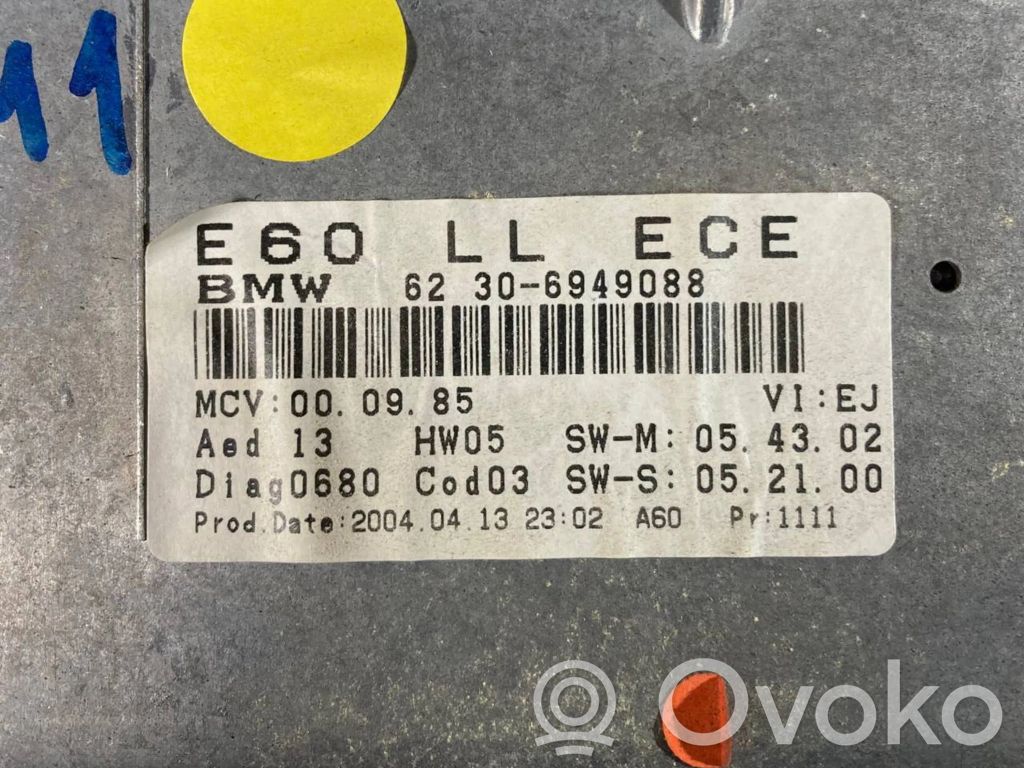 11
E60 LL ECE
BMW 62 30-6949088
MCV:00.09.85 VI:EJ
Aed 13 HW05 SW-M:05.43.02
Diag0680 Cod03 SW-S:05.21.00
Prod.Date:2004.04.13 23:02 A60 Pr:1111
Ovoko